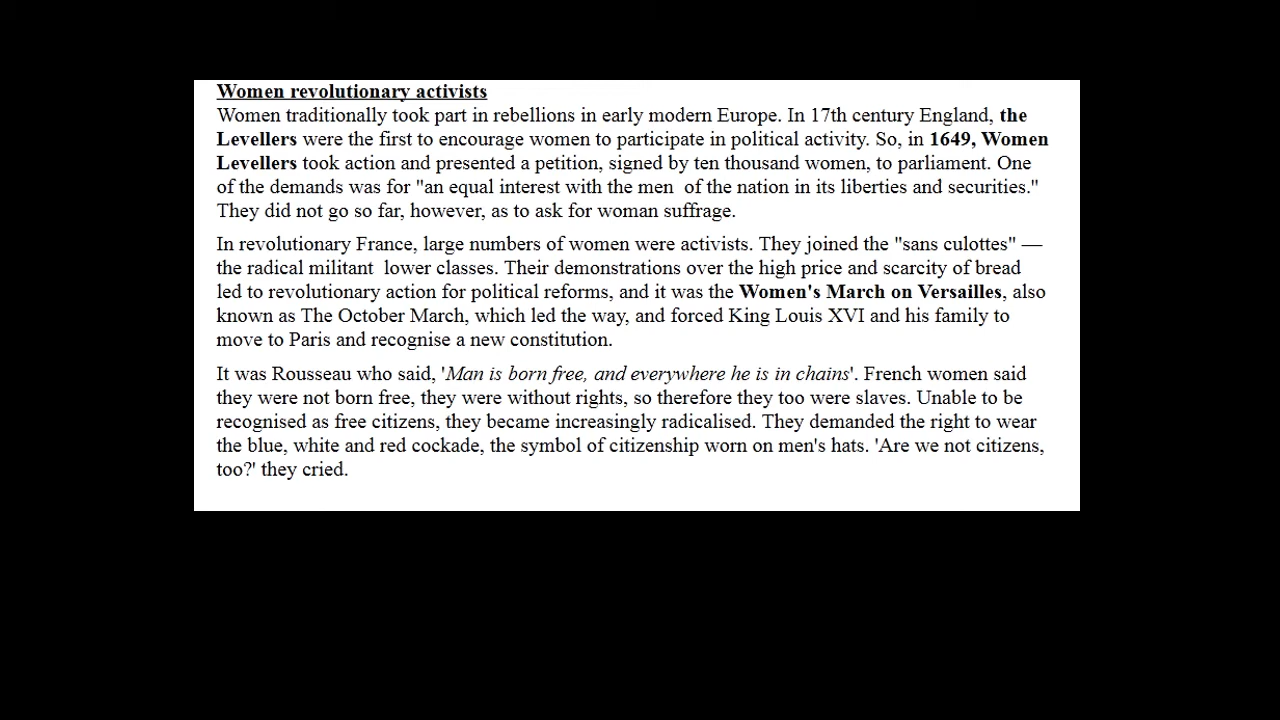 Women revolutionary activists
Women traditionally took part in rebellions in early modern Europe. In 17th century England, the
Levellers were the first to encourage women to participate in political activity. So, in 1649, Women
Levellers took action and presented a petition, signed by ten thousand women, to parliament. One
of the demands was for "an equal interest with the men  of the nation in its liberties and securities."
They did not go so far, however, as to ask for woman suffrage.
In revolutionary France, large numbers of women were activists. They joined the "sans culottes" —
the radical militant  lower classes. Their demonstrations over the high price and scarcity of bread
led to revolutionary action for political reforms, and it was the Women's March on Versailles, also
known as The October March, which led the way, and forced King Louis XVI and his family to
move to Paris and recognise a new constitution.
It was Rousseau who said, 'Man is born free, and everywhere he is in chains'. French women said
they were not born free, they were without rights, so therefore they too were slaves. Unable to be
recognised as free citizens, they became increasingly radicalised. They demanded the right to wear
the blue, white and red cockade, the symbol of citizenship worn on men's hats. 'Are we not citizens,
too?' they cried.